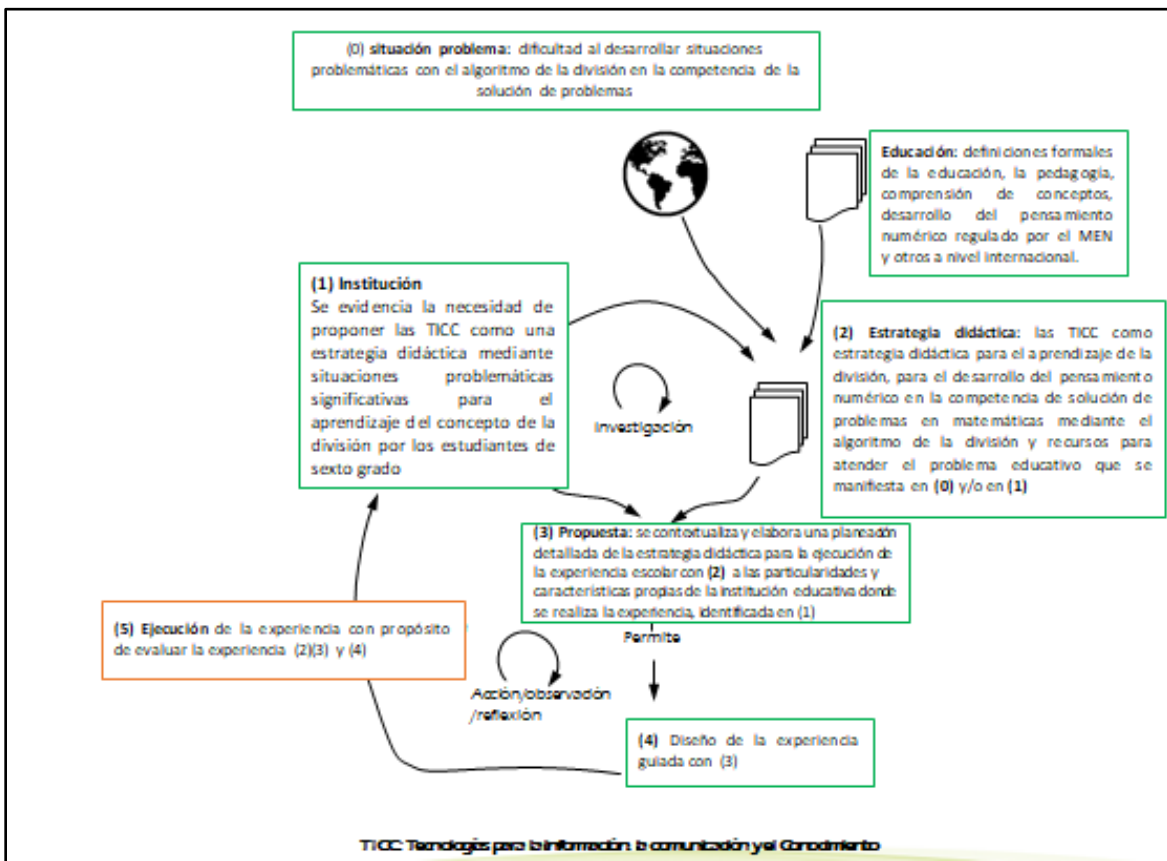 (0) situación problema: dificultad al desarrollar situaciones
problemáticas con el algoritmo de la división en la competencia de la
solución de problemas
Educación: definiciones formales
de la educación, la pedagogía,
comprensión de conceptos,
desarrollo del pensamiento
numérico regulado por el MEN
y otros a nivel internacional.
(1) Institución
Se evidencia la necesidad de
proponer las TICC como una
estrategia didáctica mediante
situaciones problemáticas
significativas para el
aprendizaje del concepto de la
división por los estudiantes de
sexto grado
(2) Estrategia didáctica: las TICC como
estrategia didáctica para el aprendizaje de la
división, para el desarrollo del pensamiento
numérico en la competencia de solución de
problemas en matemáticas mediante el
algoritmo de la división y recursos para
atender el problema educativo que se
manifiesta en (0) y/o en (1)
Investigación
(3) Propuesta: se contextualiza y elabora una planeación
detallada de la estrategia didáctica para la ejecución de
la experiencia escolar con (2) a las particularidades y
características propias de la institución educativa donde
se realiza la experiencia, identificada en (1)
Permite
(5) Ejecución de la experiencia con propósito
de evaluar la experiencia (2)(3) y (4)
Acción/observación
/reflexión
(4) Diseño de la experiencia
guiada con (3)
TICC: Tecnologías para la información, la comunicación y el Conocimiento